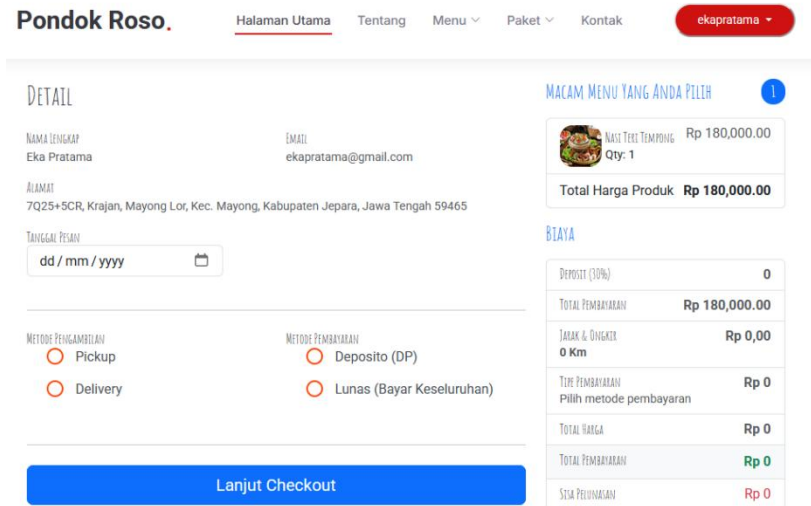 Pondok Roso.
Halaman Utama Tentang Menu Paket Kontak ekapratama
Detail
Nama Lengkap Email
Eka Pratama ekapratama@gmail.com
Alamat
7Q25+5CR, Krajan, Mayong Lor, Kec. Mayong, Kabupaten Jepara, Jawa Tengah 59465
Tanggal Pesan
dd / mm / yyyy
Metode Pengambilan Metode Pembayaran
Pickup Deposito (DP)
Delivery Lunas (Bayar Keseluruhan)
Lanjut Checkout
Macam Menu Yang Anda Pilih 1
Nasi Teri Tempong Rp 180,000.00
Qty: 1
Total Harga Produk Rp 180,000.00
Biaya
Deposit (30%) 0
Total Pembayaran Rp 180,000.00
Jarak & Ongkir Rp 0,00
0 Km
Tipe Pembayaran Rp 0
Pilih metode pembayaran
Total Harga Rp 0
Total Pembayaran Rp 0
Sisa Pelunasan Rp 0